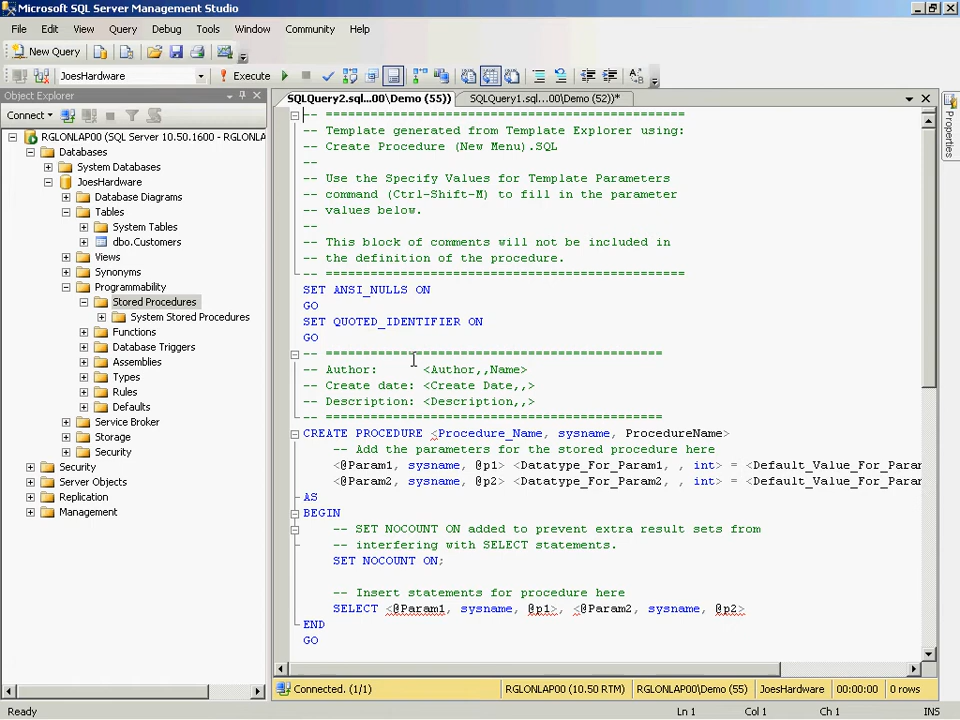 Microsoft SQL Server Management Studio
File Edit View Query Debug Tools Window Community Help
New Query
JoesHardware Execute
Object Explorer
Connect
RGLONLAP00 (SQL Server 10.50.1600 - RGLONLA
Databases
System Databases
JoesHardware
Database Diagrams
Tables
System Tables
dbo.Customers
Views
Synonyms
Programmability
Stored Procedures
System Stored Procedures
Functions
Database Triggers
Assemblies
Types
Rules
Defaults
Service Broker
Storage
Security
Security
Server Objects
Replication
Management
SQLQuery2.sql...00\Demo (55)) SQLQuery1.sql...00\Demo (52))*
-- ================================================
-- Template generated from Template Explorer using:
-- Create Procedure (New Menu).SQL
--
-- Use the Specify Values for Template Parameters
-- command (Ctrl-Shift-M) to fill in the parameter
-- values below.
--
-- This block of comments will not be included in
-- the definition of the procedure.
-- ================================================
SET ANSI_NULLS ON
GO
SET QUOTED_IDENTIFIER ON
GO
-- =============================================
-- Author: <Author,,Name>
-- Create date: <Create Date,,>
-- Description: <Description,,>
-- =============================================
CREATE PROCEDURE <Procedure_Name, sysname, ProcedureName>
-- Add the parameters for the stored procedure here
<@Param1, sysname, @p1> <Datatype_For_Param1, , int> = <Default_Value_For_Param
<@Param2, sysname, @p2> <Datatype_For_Param2, , int> = <Default_Value_For_Param
AS
BEGIN
-- SET NOCOUNT ON added to prevent extra result sets from
-- interfering with SELECT statements.
SET NOCOUNT ON;
-- Insert statements for procedure here
SELECT <@Param1, sysname, @p1>, <@Param2, sysname, @p2>
END
GO
Properties
Connected. (1/1) RGLONLAP00 (10.50 RTM) RGLONLAP00\Demo (55) JoesHardware 00:00:00 0 rows
Ready Ln 1 Col 1 Ch 1 INS